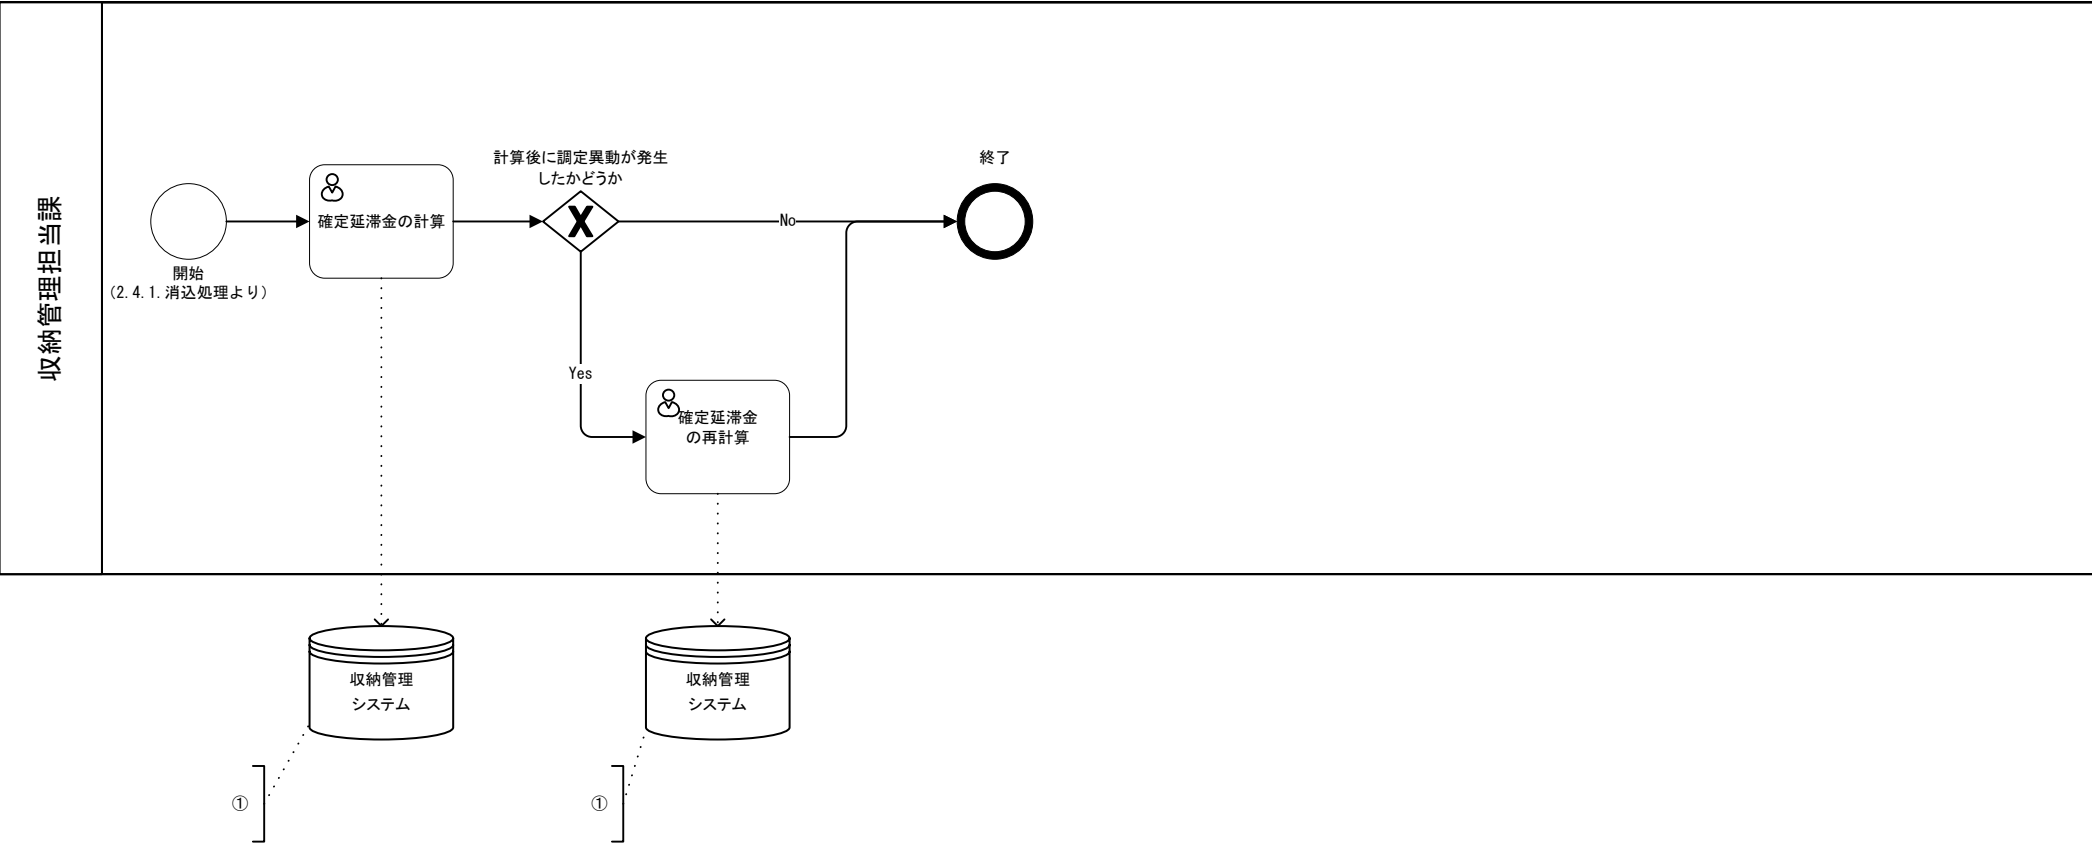 収納管理担当課
開始
(2.4.1.消込処理より)
確定延滞金の計算
計算後に調定異動が発生
したかどうか
No
Yes
確定延滞金
の再計算
終了
収納管理
システム
①
収納管理
システム
①